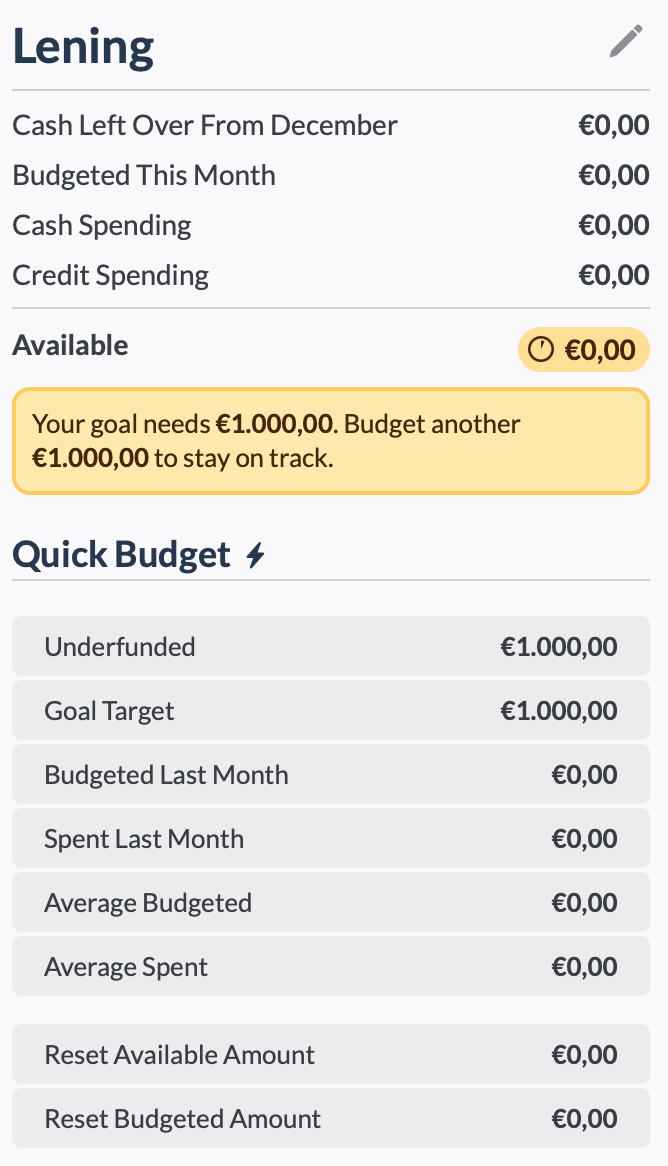 Lening
Cash Left Over From December €0,00
Budgeted This Month €0,00
Cash Spending €0,00
Credit Spending €0,00
Available €0,00
Your goal needs €1.000,00. Budget another
€1.000,00 to stay on track.
Quick Budget
Underfunded €1.000,00
Goal Target €1.000,00
Budgeted Last Month €0,00
Spent Last Month €0,00
Average Budgeted €0,00
Average Spent €0,00
Reset Available Amount €0,00
Reset Budgeted Amount €0,00